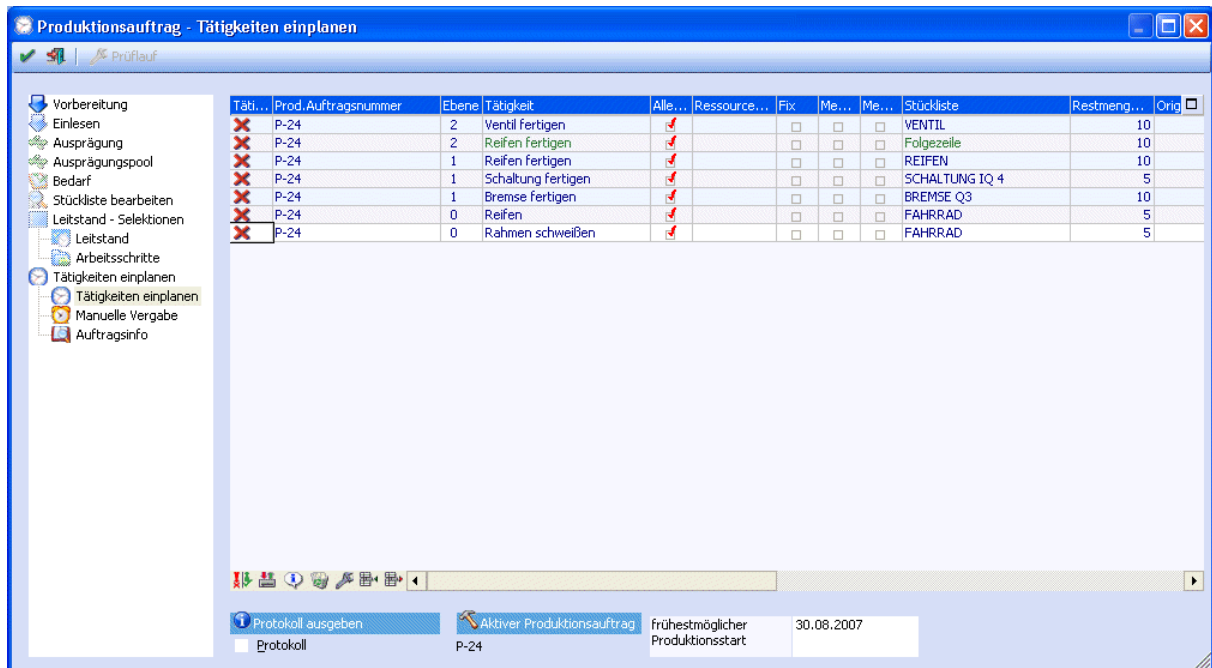 Produktionsauftrag - Tätigkeiten einplanen
Prüflauf
Vorbereitung
Einlesen
Ausprägung
Ausprägungspool
Bedarf
Stückliste bearbeiten
Leitstand - Selektionen
Leitstand
Arbeitsschritte
Tätigkeiten einplanen
Tätigkeiten einplanen
Manuelle Vergabe
Auftragsinfo
Täti... Prod.Auftragsnummer Ebene Tätigkeit Alle... Ressource... Fix Me... Me... Stückliste Restmeng... Orig
P-24 2 Ventil fertigen VENTIL 10
P-24 2 Reifen fertigen Folgezeile 10
P-24 1 Reifen fertigen REIFEN 10
P-24 1 Schaltung fertigen SCHALTUNG IQ 4 5
P-24 1 Bremse fertigen BREMSE Q3 10
P-24 0 Reifen FAHRRAD 5
P-24 0 Rahmen schweißen FAHRRAD 5
Protokoll ausgeben
Protokoll
Aktiver Produktionsauftrag
P-24
frühestmöglicher
Produktionsstart
30.08.2007